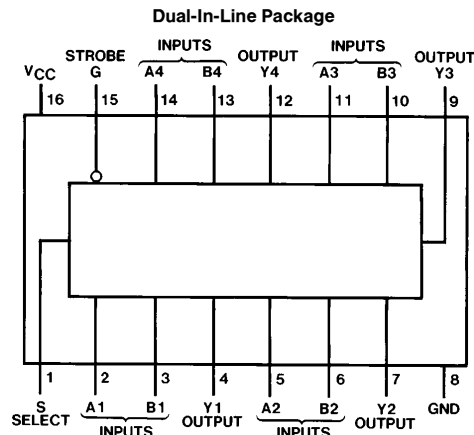 Dual-In-Line Package
INPUTS INPUTS
STROBE OUTPUT OUTPUT
VCC G A4 B4 Y4 A3 B3 Y3
16 15 14 13 12 11 10 9
1 2 3 4 5 6 7 8
S A1 B1 Y1 A2 B2 Y2 GND
SELECT INPUTS OUTPUT INPUTS OUTPUT